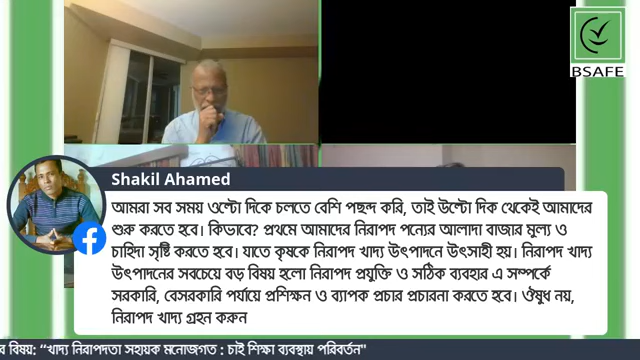 BSAFE
Shakil Ahamed
আমরা সব সময় ওল্টো দিকে চলতে বেশি পছন্দ করি, তাই উল্টো দিক থেকেই আমাদের
শুরু করতে হবে। কিভাবে? প্রথমে আমাদের নিরাপদ পন্যের আলাদা বাজার মূল্য ও
চাহিদা সৃষ্টি করতে হবে। যাতে কৃষকে নিরাপদ খাদ্য উৎপাদনে উৎসাহী হয়। নিরাপদ খাদ্য
উৎপাদনের সবচেয়ে বড় বিষয় হলো নিরাপদ প্রযুক্তি ও সঠিক ব্যবহার এ সম্পর্কে
সরকারি, বেসরকারি পর্যায়ে প্রশিক্ষন ও ব্যাপক প্রচার প্রচারনা করতে হবে। ঔষুধ নয়,
নিরাপদ খাদ্য গ্রহন করুন
র বিষয়: “খাদ্য নিরাপদতা সহায়ক মনোজগত : চাই শিক্ষা ব্যবস্থায় পরিবর্তন"